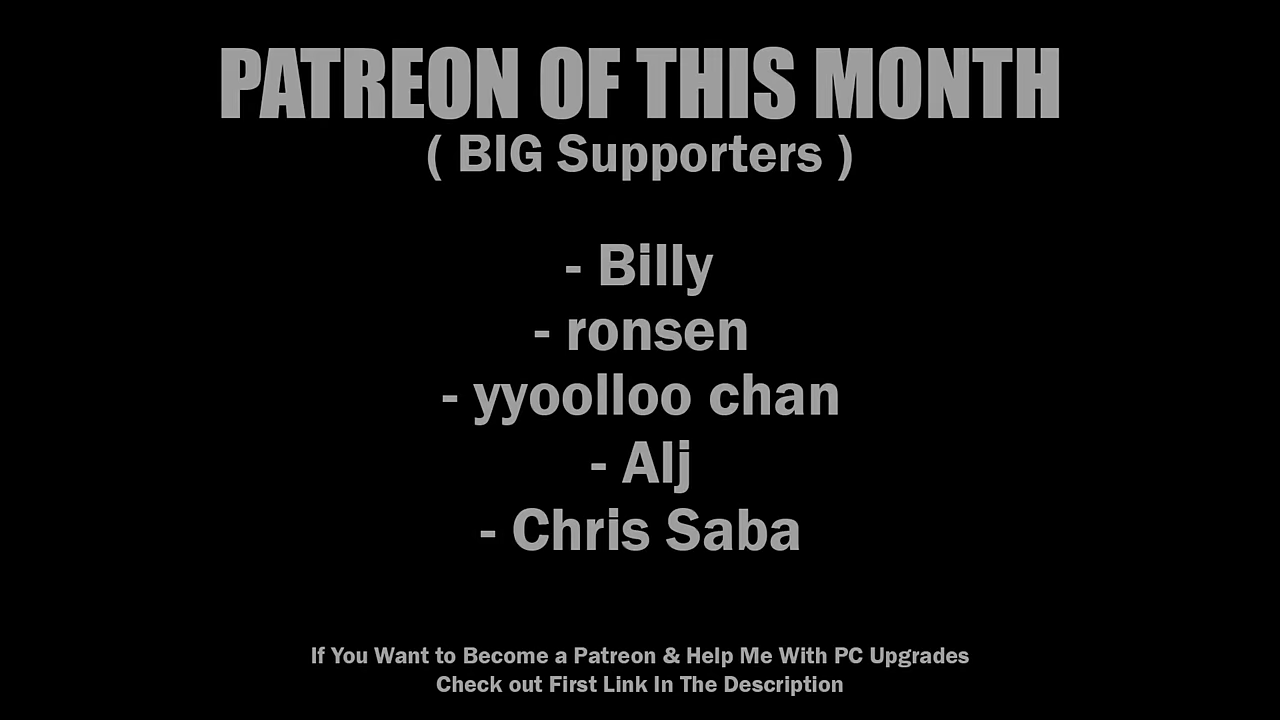 PATREON OF THIS MONTH
( BIG Supporters )
- Billy
- ronsen
- yyoolloo chan
- Alj
- Chris Saba
If You Want to Become a Patreon & Help Me With PC Upgrades
Check out First Link In The Description